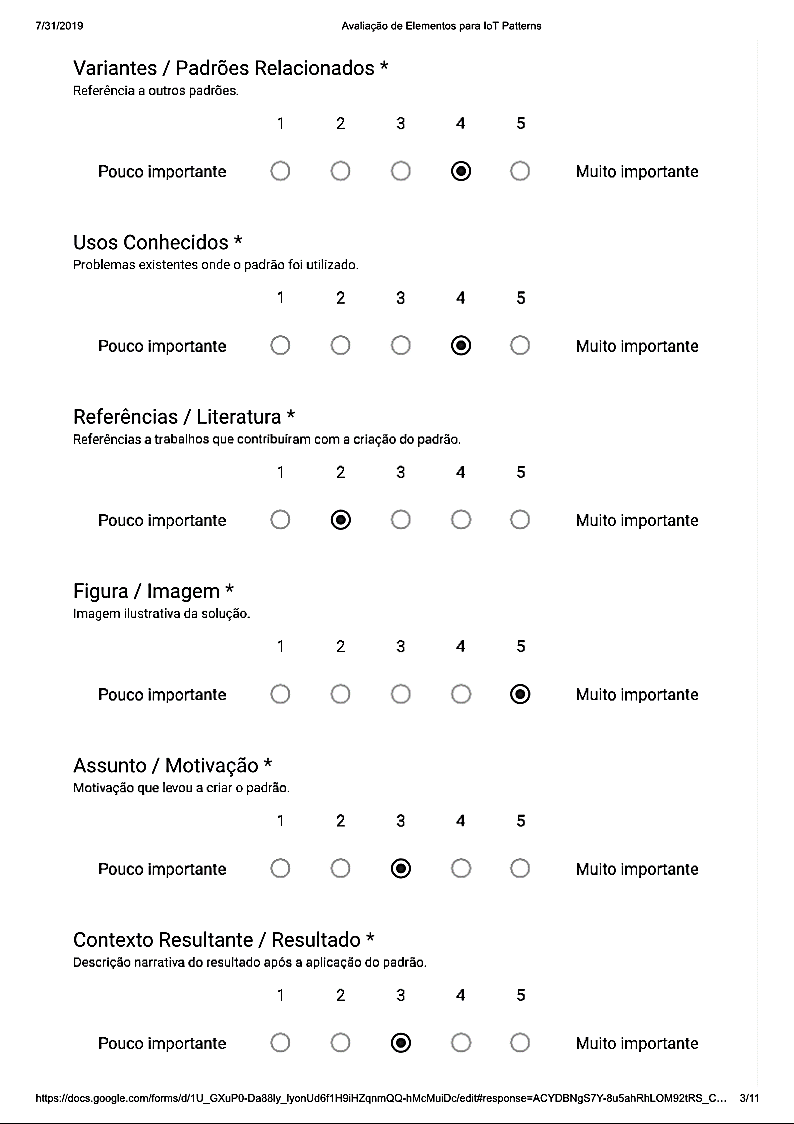 7/31/2019 Avaliação de Elementos para IoT Patterns
Variantes / Padrões Relacionados *
Referência a outros padrões.
1 2 3 4 5
Pouco importante Muito importante
Usos Conhecidos *
Problemas existentes onde o padrão foi utilizado.
1 2 3 4 5
Pouco importante Muito importante
Referências / Literatura *
Referências a trabalhos que contribuíram com a criação do padrão.
1 2 3 4 5
Pouco importante Muito importante
Figura / Imagem *
Imagem ilustrativa da solução.
1 2 3 4 5
Pouco importante Muito importante
Assunto / Motivação *
Motivação que levou a criar o padrão.
1 2 3 4 5
Pouco importante Muito importante
Contexto Resultante / Resultado *
Descrição narrativa do resultado após a aplicação do padrão.
1 2 3 4 5
Pouco importante Muito importante
https://docs.google.com/forms/d/1U_GXuP0-Da88ly_lyonUd6f1H9iHZqnmQQ-hMcMuiDc/edit#response=ACYDBNgS7Y-8u5ahRhLOM92tRS_C... 3/11